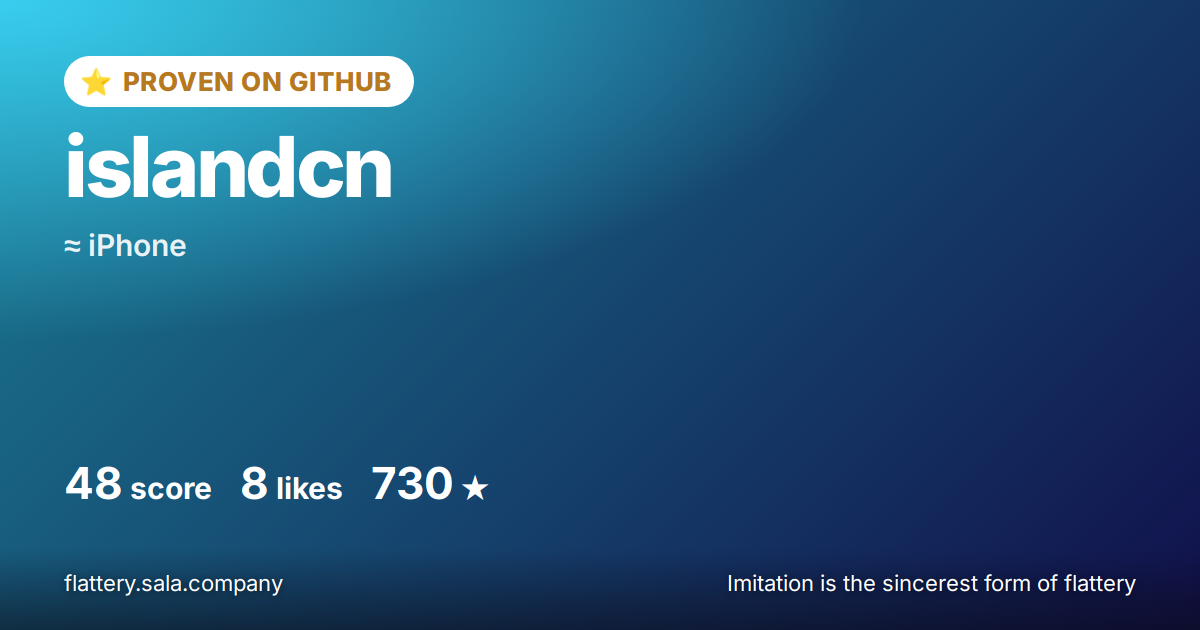 ⭐ PROVEN ON GITHUB
islandcn
≈ iPhone
48 score 8 likes 730 ★
flattery.sala.company
Imitation is the sincerest form of flattery